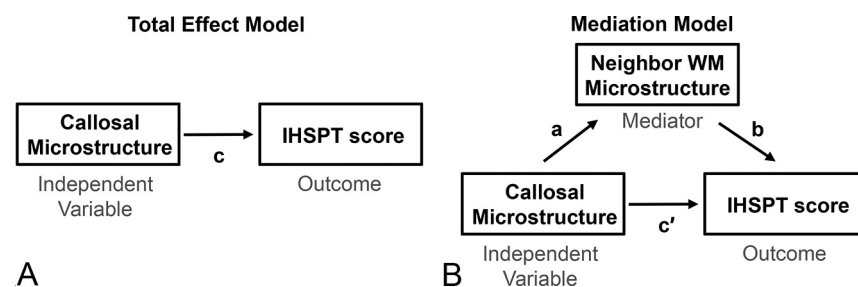 Total Effect Model
Callosal
Microstructure
Independent
Variable
c
IHSPT score
Outcome
A
Mediation Model
Neighbor WM
Microstructure
Mediator
a
b
Callosal
Microstructure
Independent
Variable
c′
IHSPT score
Outcome
B